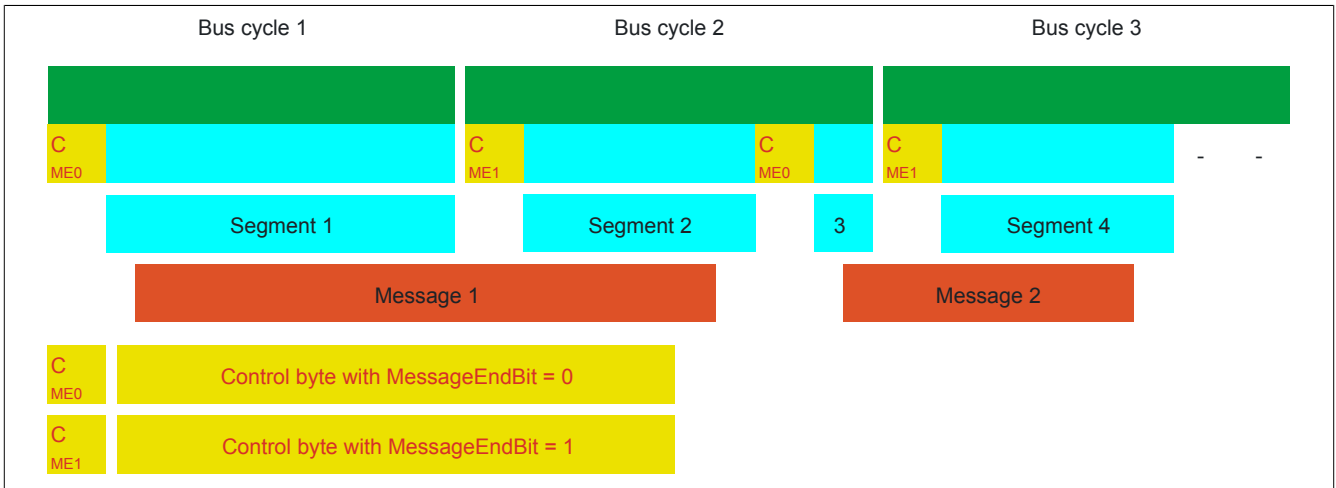 Bus cycle 1 Bus cycle 2 Bus cycle 3
C C C C
ME0 ME1 ME0 ME1 - -
Segment 1 Segment 2 3 Segment 4
Message 1 Message 2
C
ME0 Control byte with MessageEndBit = 0
C
ME1 Control byte with MessageEndBit = 1